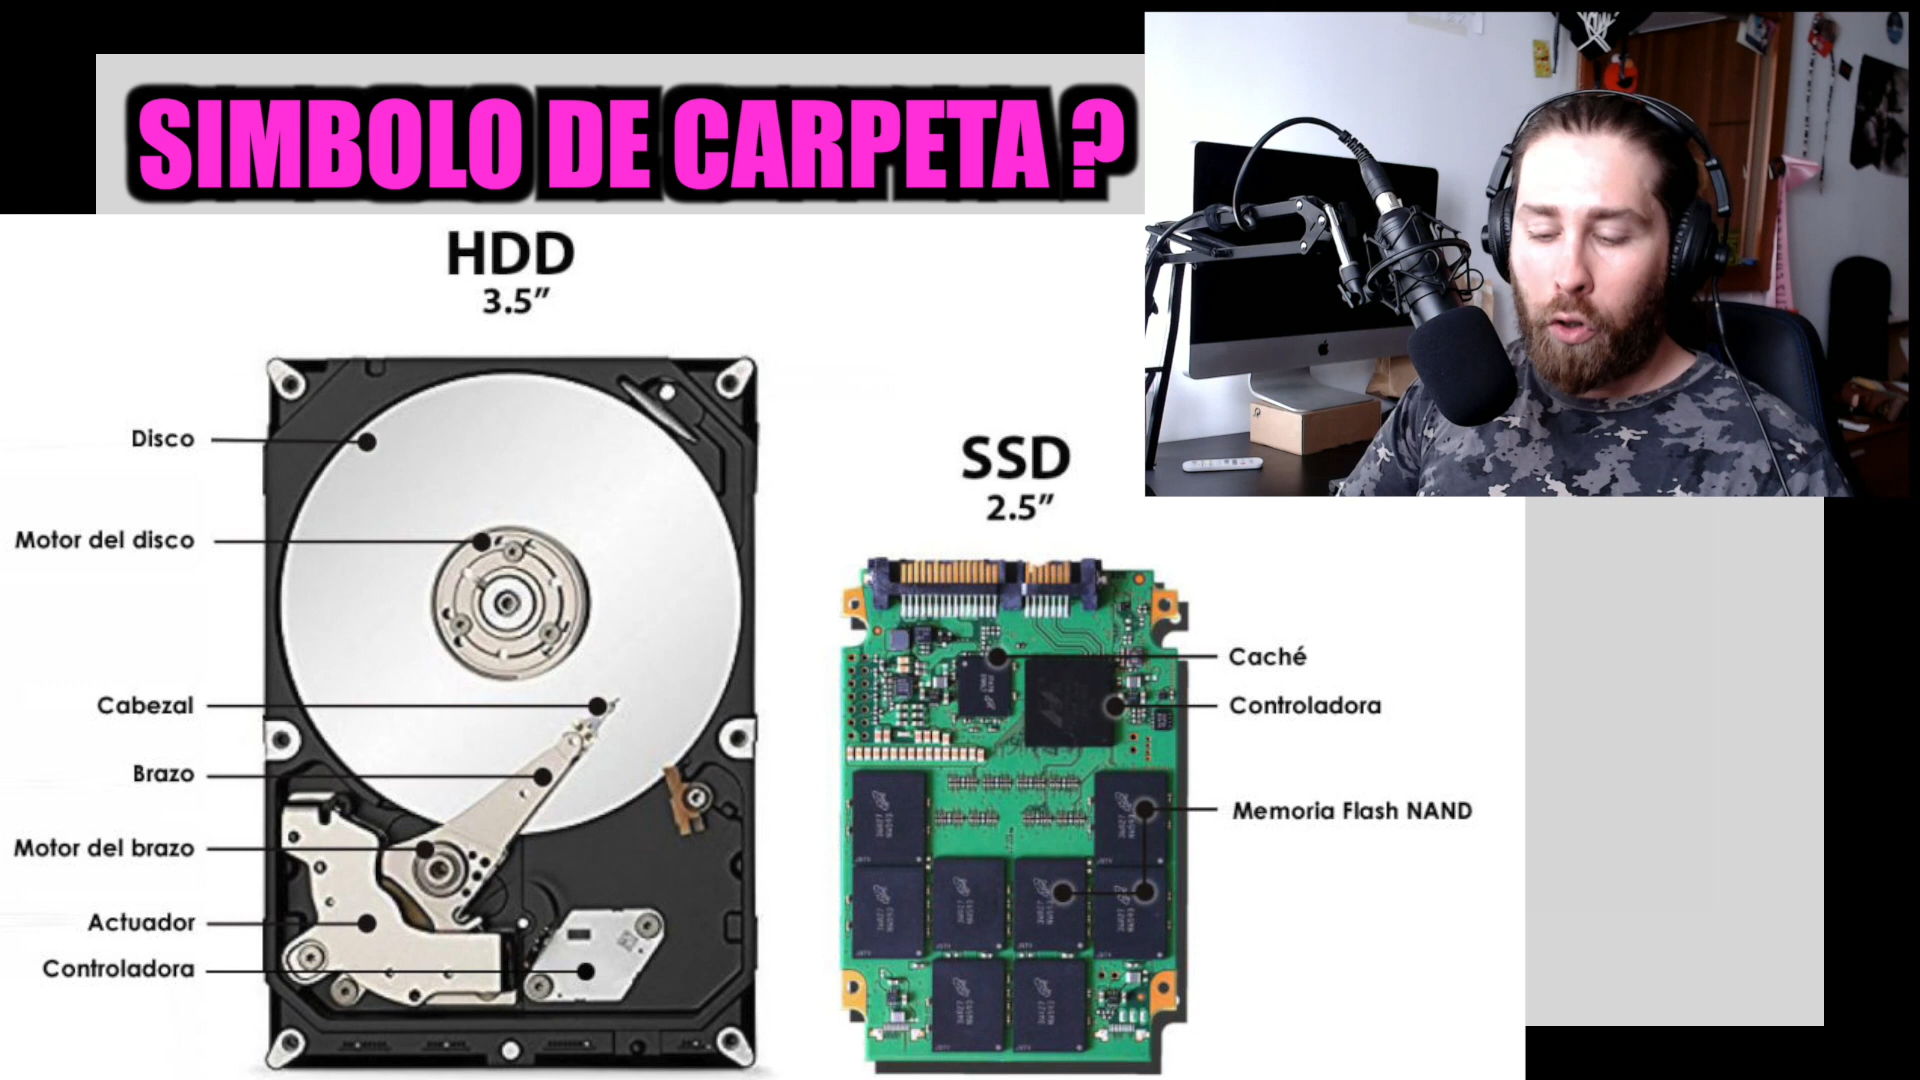 SIMBOLO DE CARPETA ?
HDD
3.5”
Disco
Motor del disco
Cabezal
Brazo
Motor del brazo
Actuador
Controladora
SSD
2.5”
Caché
Controladora
Memoria Flash NAND